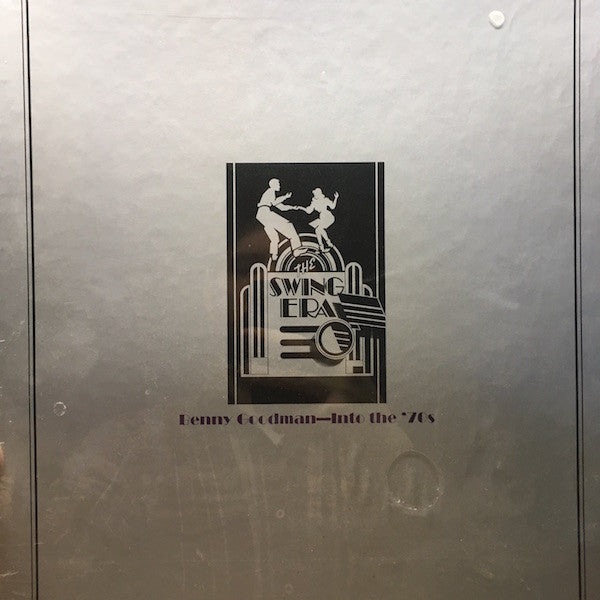 THE
SWING
ERA
Benny Goodman—Into the '70s